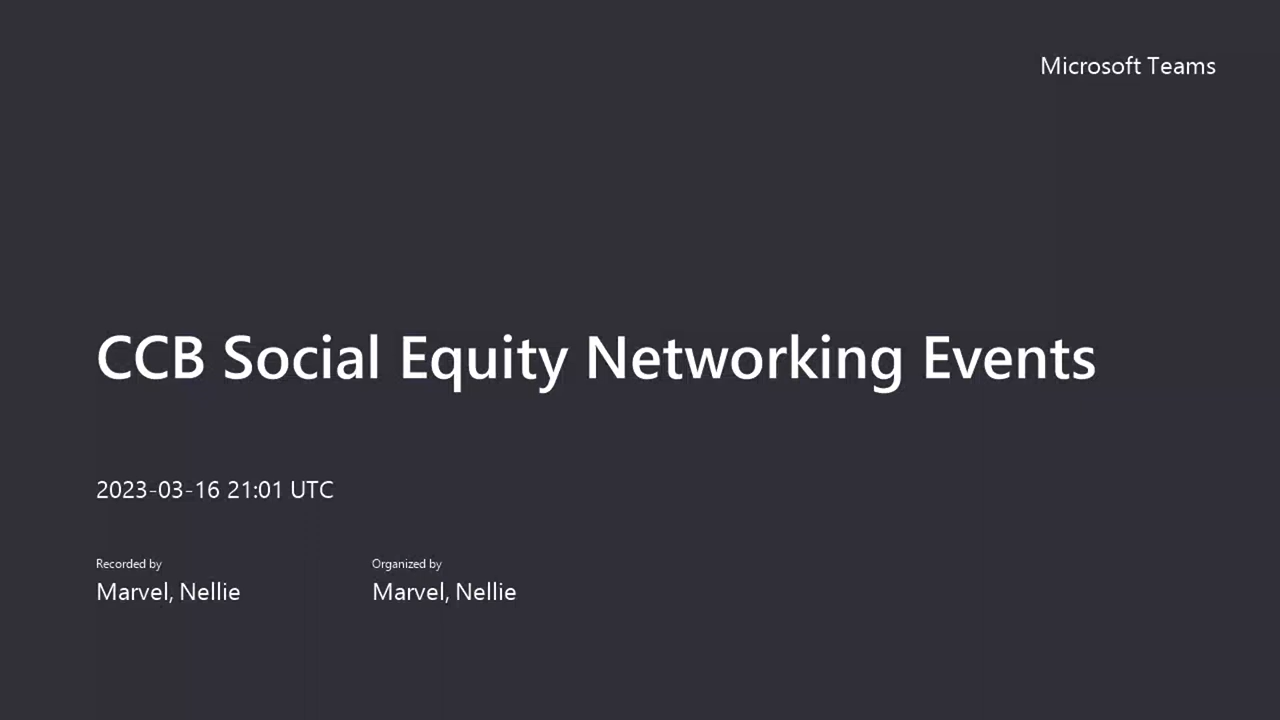 Microsoft Teams
CCB Social Equity Networking Events
2023-03-16 21:01 UTC
Recorded by
Marvel, Nellie
Organized by
Marvel, Nellie